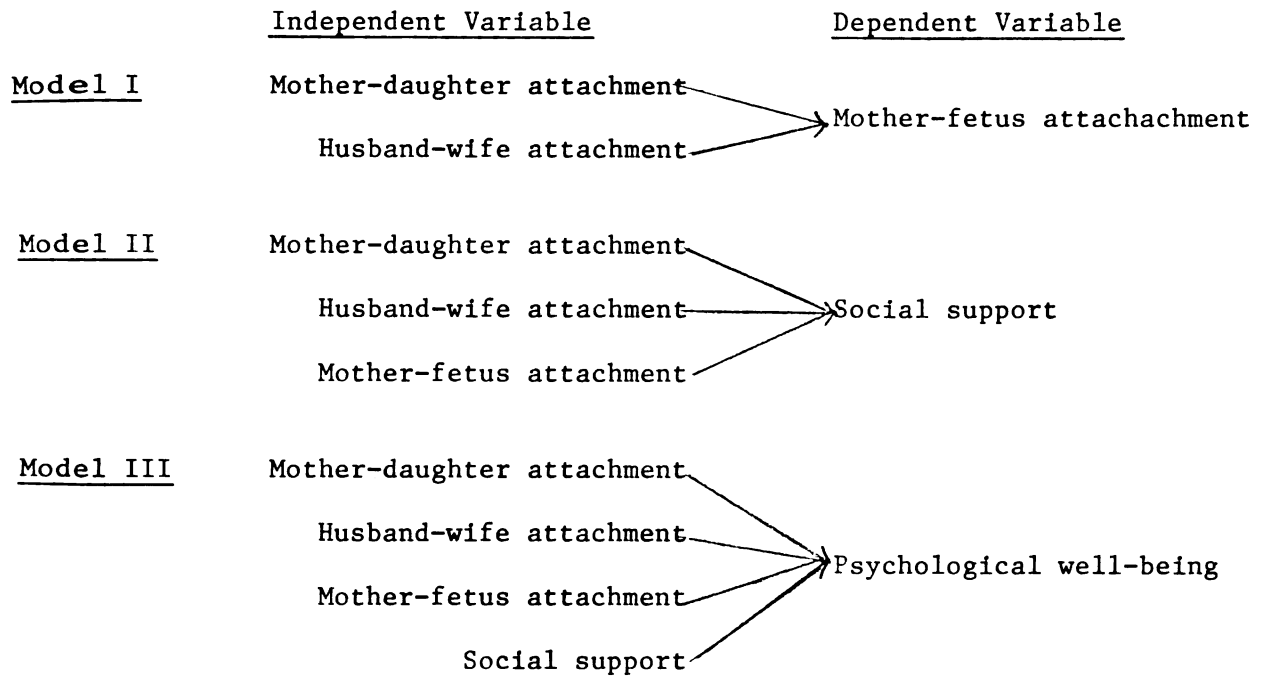 Independent Variable Dependent Variable
Model I Mother-daughter attachment
Mother-fetus attachachment
Husband-wife attachment
Model II Mother-daughter attachment
Husband-wife attachment Social support
Mother-fetus attachment
Model III Mother-daughter attachment
Husband-wife attachment
Psychological well-being
Mother-fetus attachment
Social support